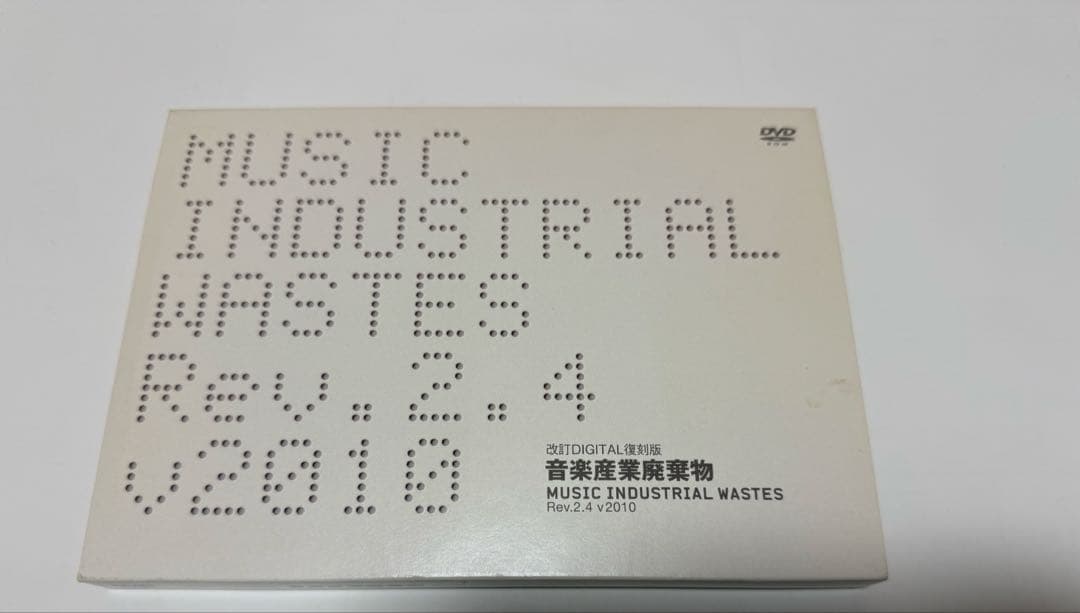 MUSIC
INDUSTRIAL
WASTES
Rev.2.4
v2010
DVD
改訂DIGITAL復刻版
音楽産業廃棄物
MUSIC INDUSTRIAL WASTES
Rev.2.4 v2010